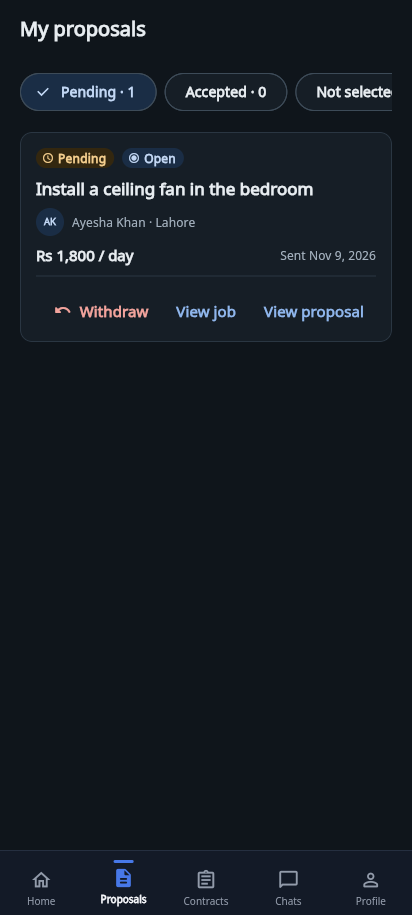 My proposals
Pending · 1
Accepted · 0
Not selected
Pending
Open
Install a ceiling fan in the bedroom
AK
Ayesha Khan · Lahore
Rs 1,800 / day
Sent Nov 9, 2026
Withdraw
View job
View proposal
Home
Proposals
Contracts
Chats
Profile